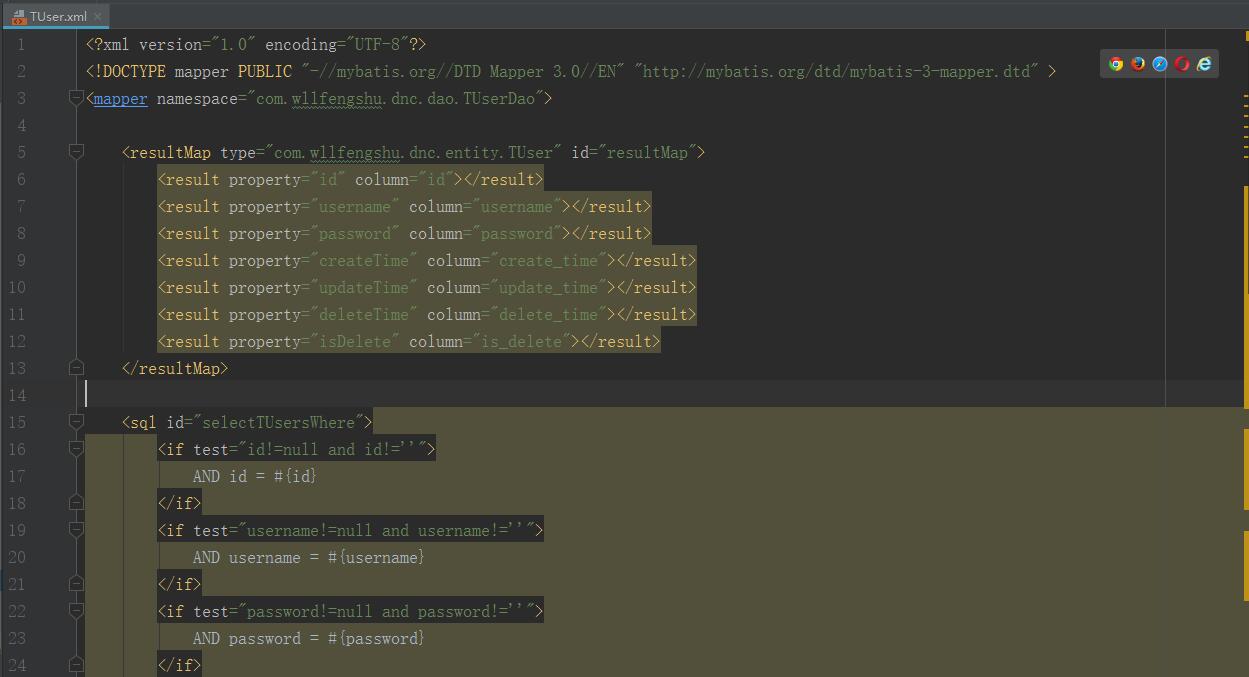 TUser.xml
1 <?xml version="1.0" encoding="UTF-8"?>
2 <!DOCTYPE mapper PUBLIC "-//mybatis.org//DTD Mapper 3.0//EN" "http://mybatis.org/dtd/mybatis-3-mapper.dtd" >
3 <mapper namespace="com.wllfengshu.dnc.dao.TUserDao">
4
5 <resultMap type="com.wllfengshu.dnc.entity.TUser" id="resultMap">
6 <result property="id" column="id"></result>
7 <result property="username" column="username"></result>
8 <result property="password" column="password"></result>
9 <result property="createTime" column="create_time"></result>
10 <result property="updateTime" column="update_time"></result>
11 <result property="deleteTime" column="delete_time"></result>
12 <result property="isDelete" column="is_delete"></result>
13 </resultMap>
14
15 <sql id="selectTUsersWhere">
16 <if test="id!=null and id!=''">
17 AND id = #{id}
18 </if>
19 <if test="username!=null and username!=''">
20 AND username = #{username}
21 </if>
22 <if test="password!=null and password!=''">
23 AND password = #{password}
24 </if>